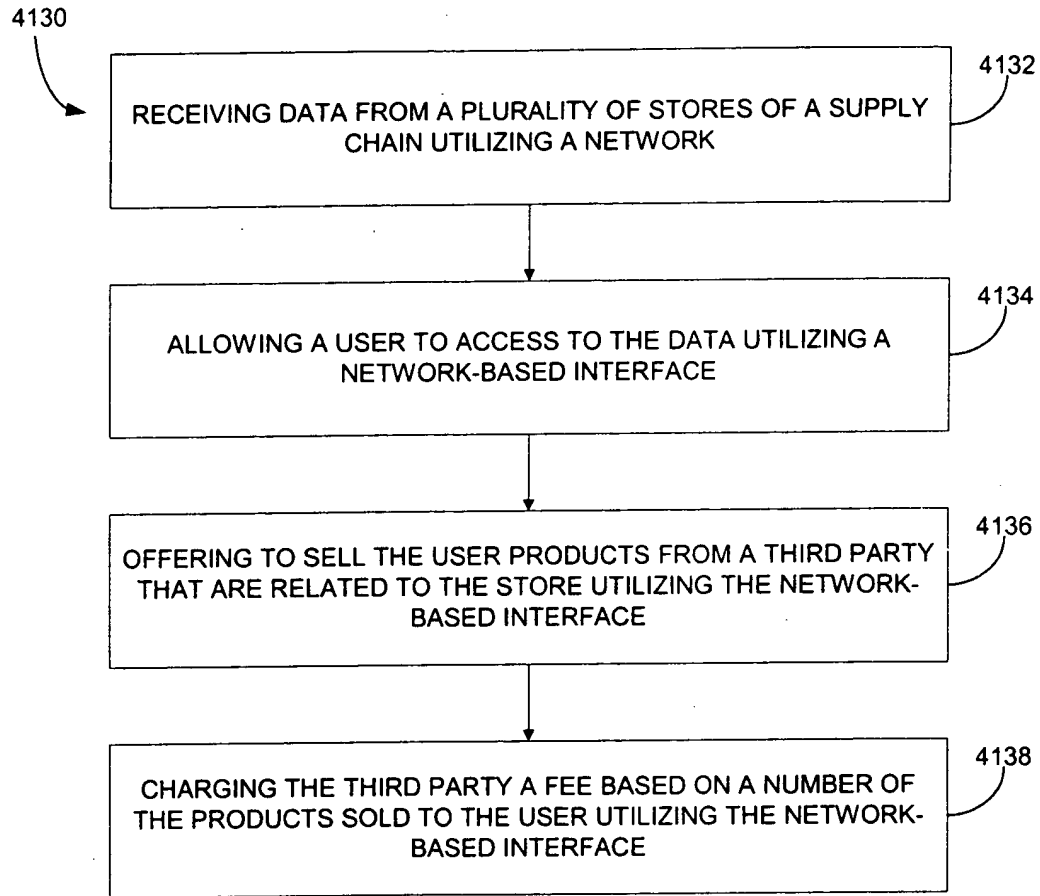 4130
4132
RECEIVING DATA FROM A PLURALITY OF STORES OF A SUPPLY
CHAIN UTILIZING A NETWORK
4134
ALLOWING A USER TO ACCESS TO THE DATA UTILIZING A
NETWORK-BASED INTERFACE
4136
OFFERING TO SELL THE USER PRODUCTS FROM A THIRD PARTY
THAT ARE RELATED TO THE STORE UTILIZING THE NETWORK-
BASED INTERFACE
4138
CHARGING THE THIRD PARTY A FEE BASED ON A NUMBER OF
THE PRODUCTS SOLD TO THE USER UTILIZING THE NETWORK-
BASED INTERFACE